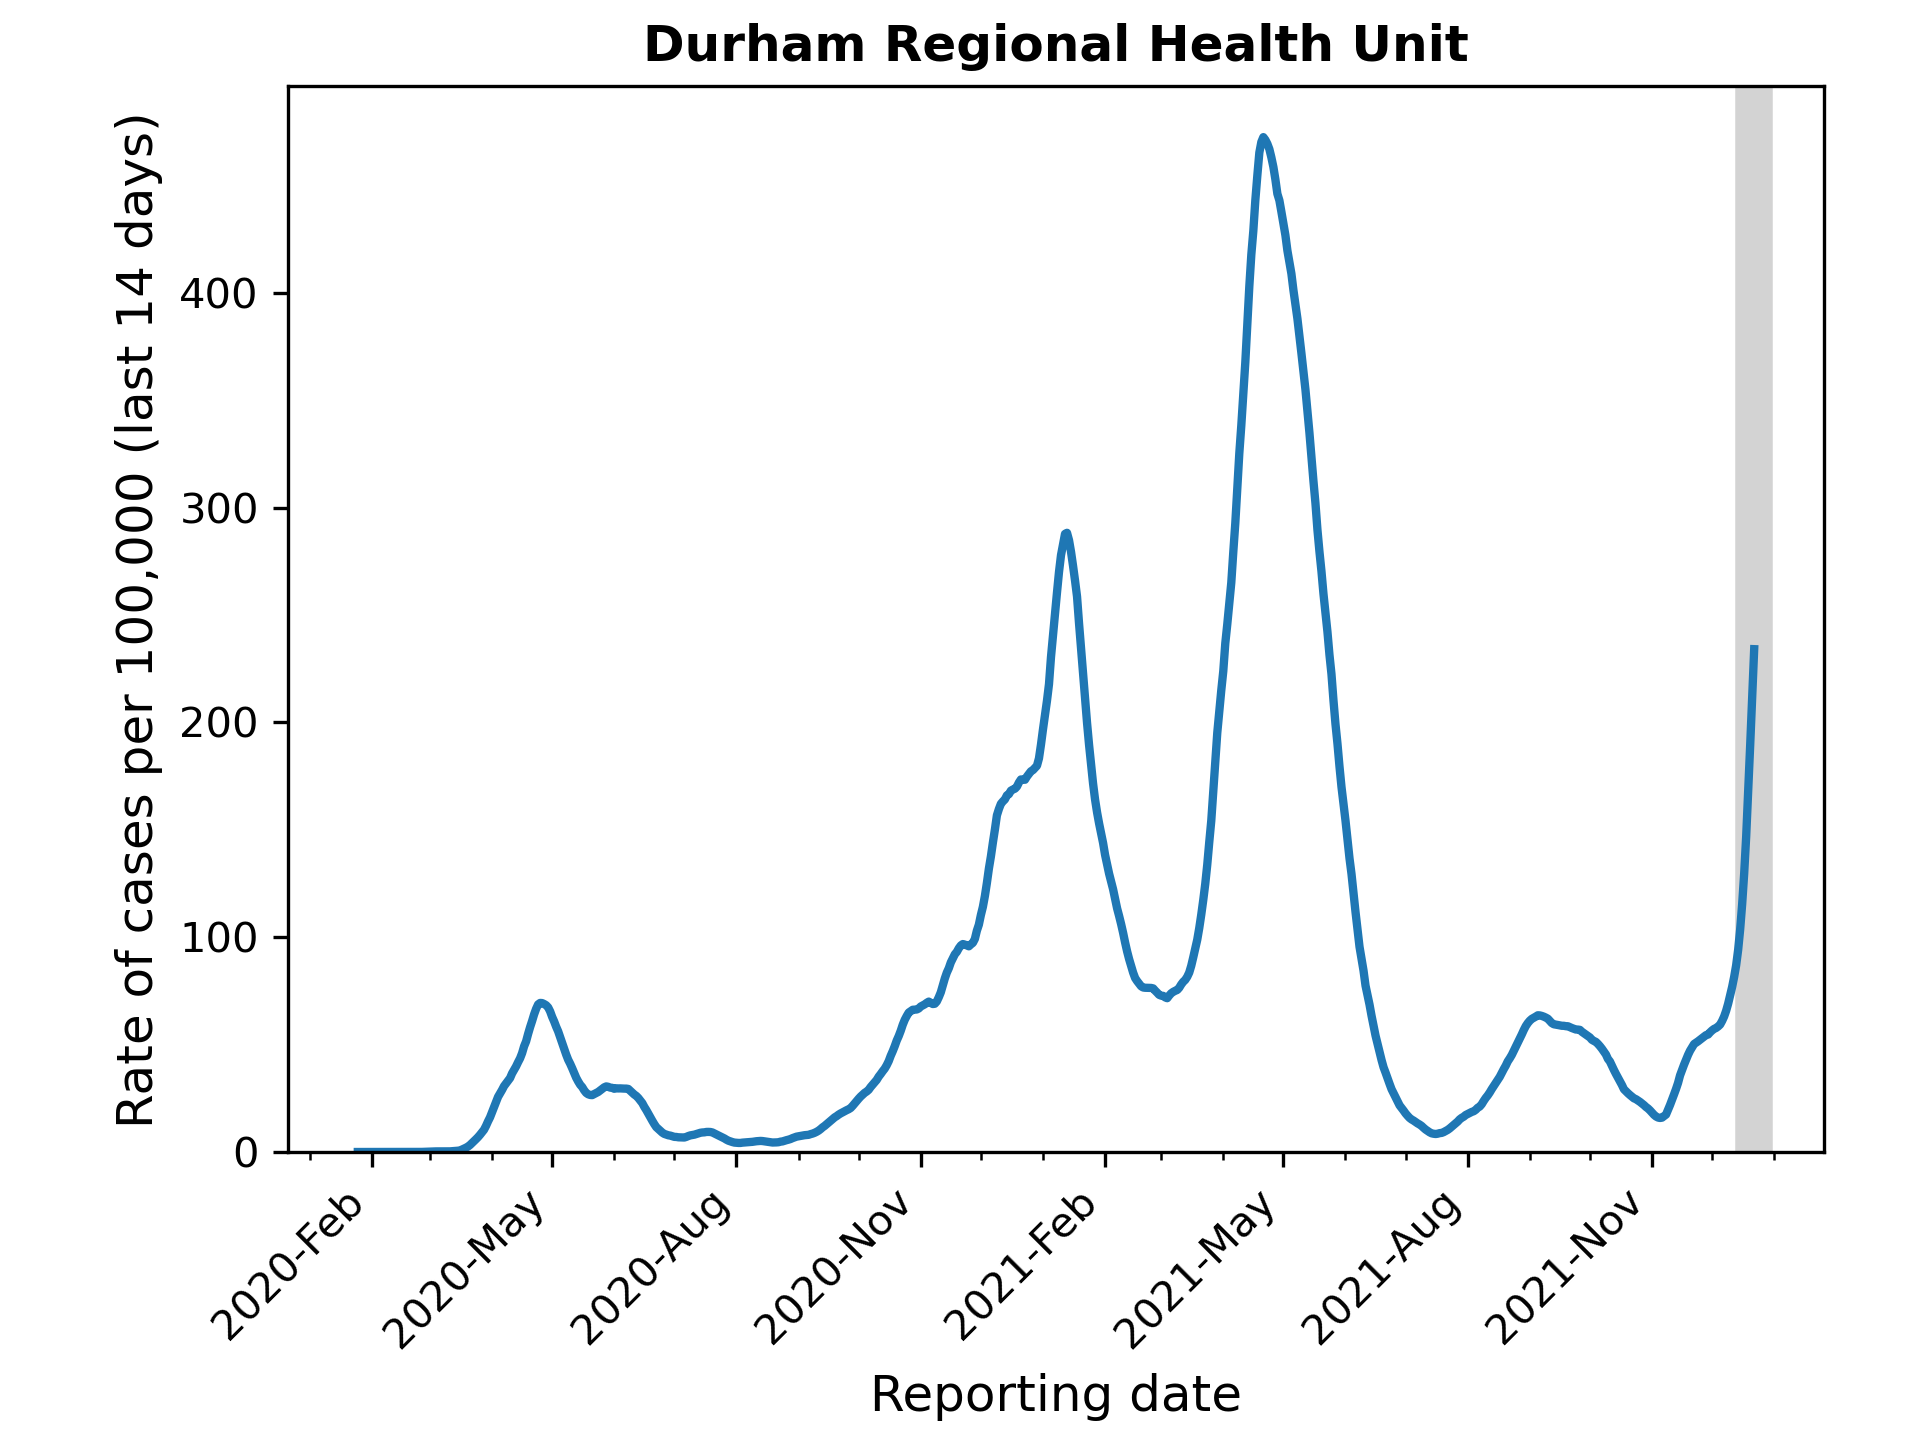 Durham Regional Health Unit
Rate of cases per 100,000 (last 14 days)
400
300
200
100
0
2020-Feb
2020-May
2020-Aug
2020-Nov
2021-Feb
2021-May
2021-Aug
2021-Nov
Reporting date